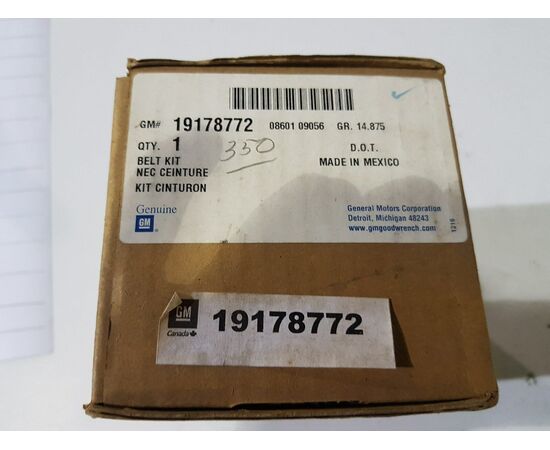 GM# 19178772 08601 09056 GR. 14.875
QTY. 1 350 D.O.T.
BELT KIT MADE IN MEXICO
NEC CEINTURE
KIT CINTURON
Genuine
GM
General Motors Corporation
Detroit, Michigan 48243
www.gmgoodwrench.com
1216
GM
Canada
19178772